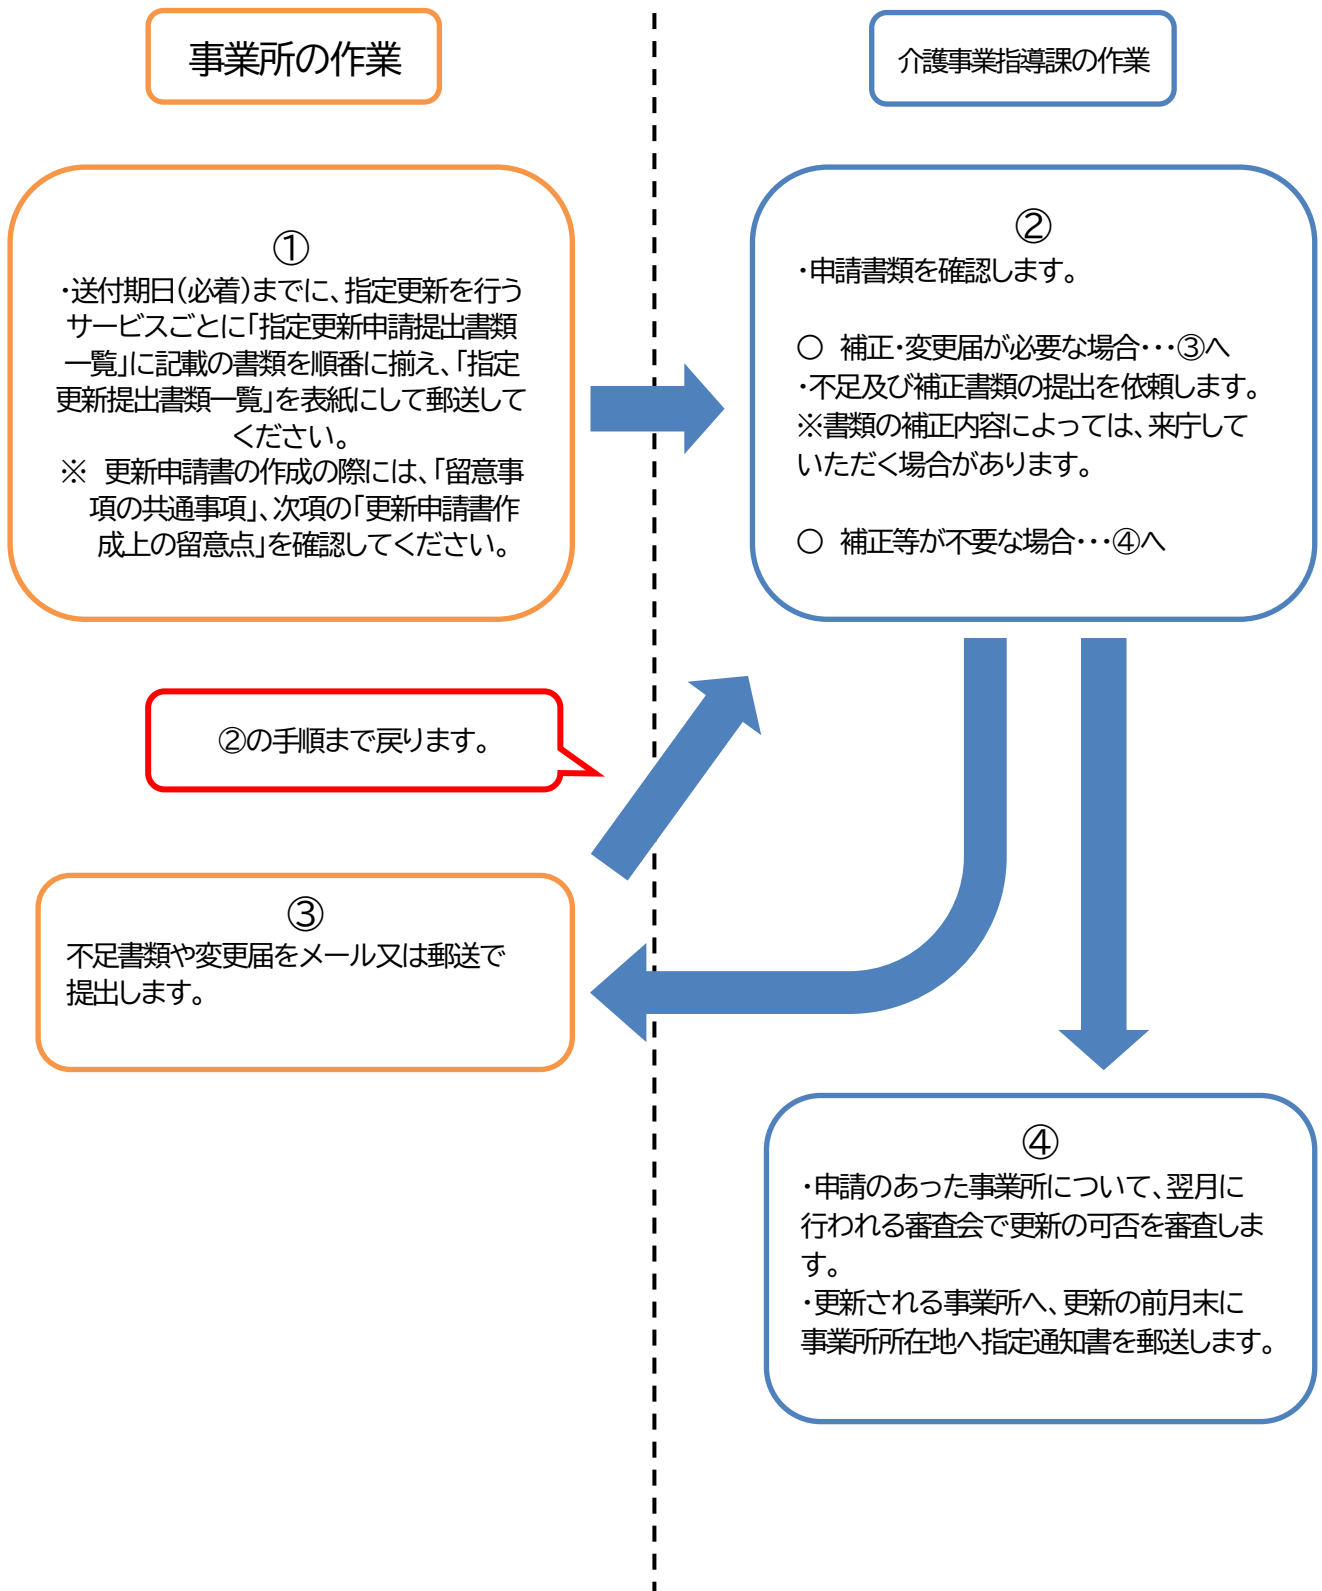 事業所の作業
介護事業指導課の作業
①
・送付期日(必着)までに、指定更新を行う
サービスごとに「指定更新申請提出書類
一覧」に記載の書類を順番に揃え、「指定
更新提出書類一覧」を表紙にして郵送して
ください。
※ 更新申請書の作成の際には、「留意事
項の共通事項」、次項の「更新申請書作
成上の留意点」を確認してください。
②
・申請書類を確認します。
○ 補正・変更届が必要な場合・・・③へ
・不足及び補正書類の提出を依頼します。
※書類の補正内容によっては、来庁して
いただく場合があります。
○ 補正等が不要な場合・・・④へ
②の手順まで戻ります。
③
不足書類や変更届をメール又は郵送で
提出します。
④
・申請のあった事業所について、翌月に
行われる審査会で更新の可否を審査しま
す。
・更新される事業所へ、更新の前月末に
事業所所在地へ指定通知書を郵送します。